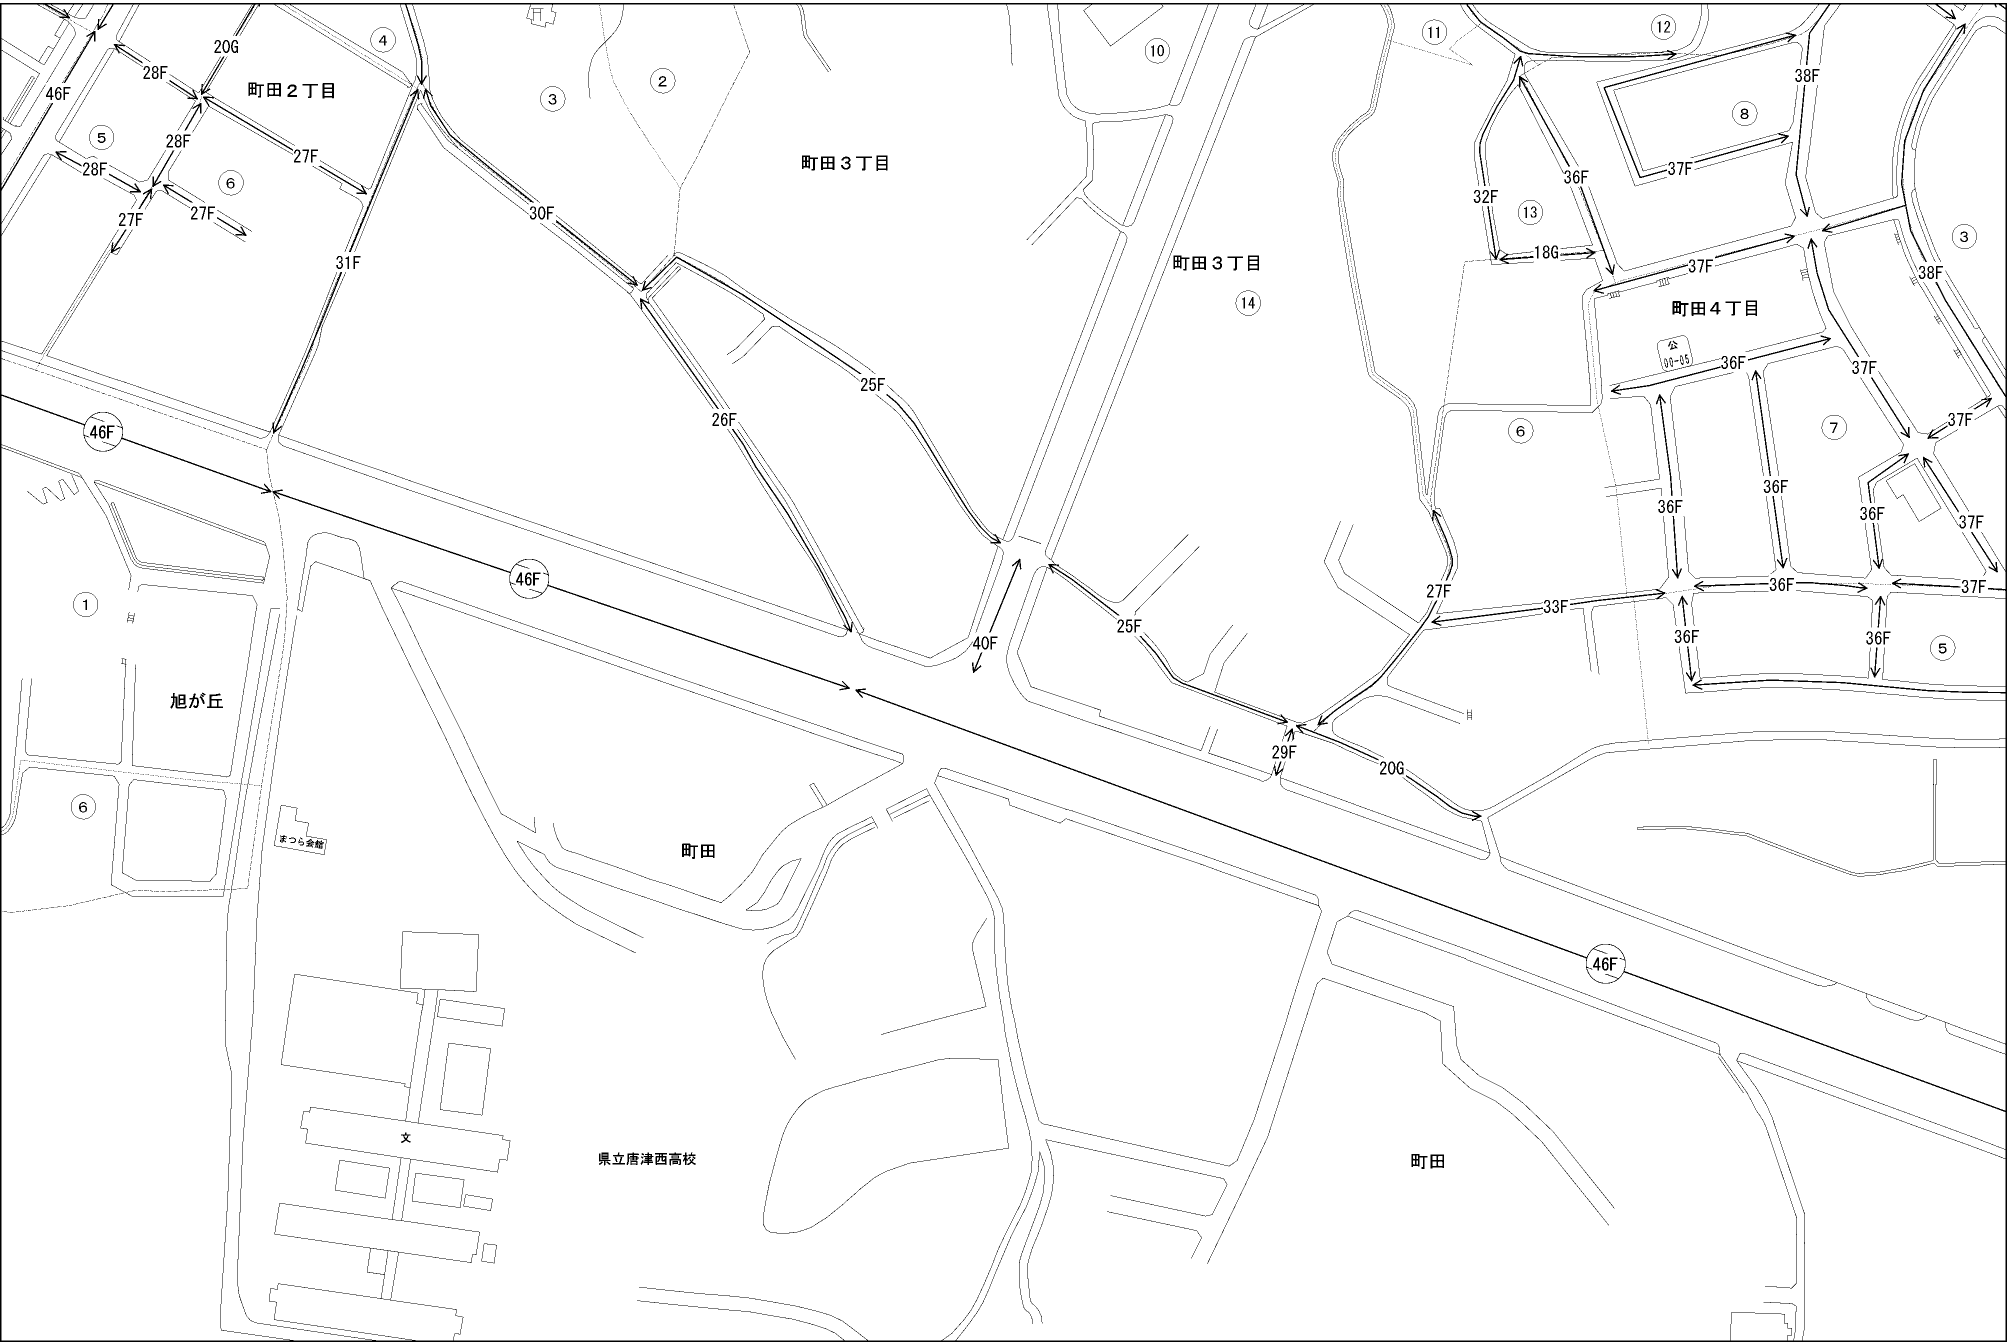 ④
⑪
⑫
20G
10
28F
町田２丁目
③
②
38F
46F
⑧
⑤
28F
27F
町田３丁目
37F
36F
28F
⑥
32F
⑬
27F
27F
30F
③
18G
31F
町田３丁目
37F
38F
⑭
町田４丁目
公
00-05
36F
37F
25F
26F
37F
46F
⑥
⑦
36F
36F
36F
37F
46F
36F
37F
27F
①
33F
25F
36F
36F
40F
⑤
旭が丘
29F
20G
⑥
まつら会館
町田
46F
文
県立唐津西高校
町田